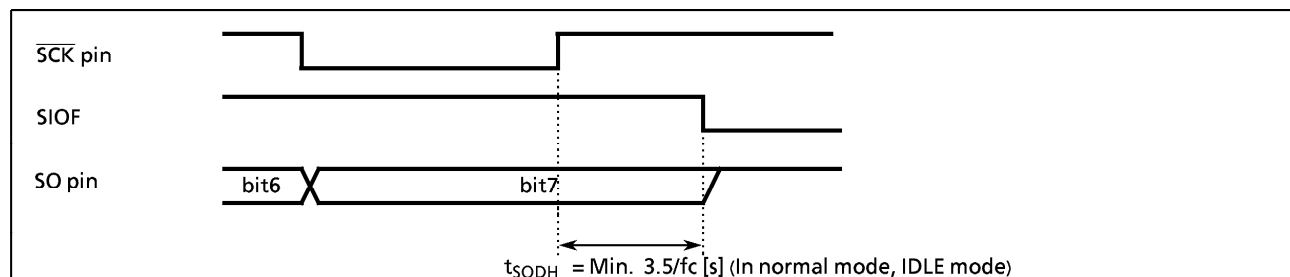 SCK pin
SIOF
SO pin
bit6
bit7
tSODH = Min. 3.5/fc [s] (In normal mode, IDLE mode)